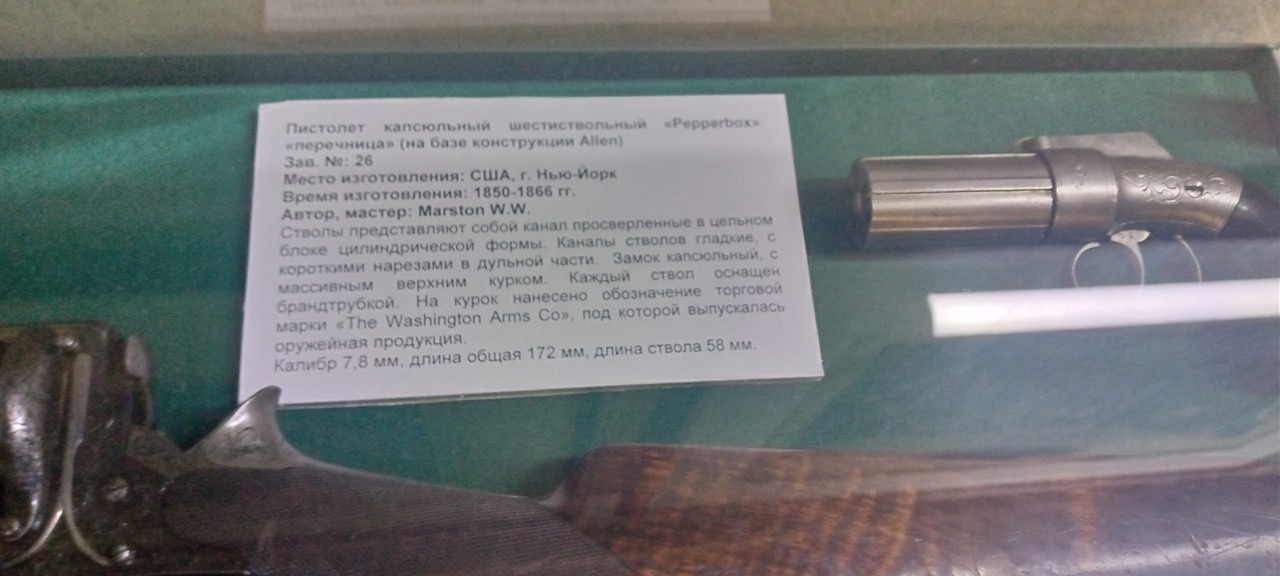 Пистолет капсюльный шестиствольный «Pepperbox»
«перечница» (на базе конструкции Allen)
Зав. №: 26
Место изготовления: США, г. Нью-Йорк
Время изготовления: 1850-1866 гг.
Автор, мастер: Marston W.W.
Стволы представляют собой канал просверленные в цельном
блоке цилиндрической формы. Каналы стволов гладкие, с
короткими нарезами в дульной части. Замок капсюльный, с
массивным верхним курком. Каждый ствол оснащен
брандтрубкой. На курок нанесено обозначение торговой
марки «The Washington Arms Co», под которой выпускалась
оружейная продукция.
Калибр 7,8 мм, длина общая 172 мм, длина ствола 58 мм.